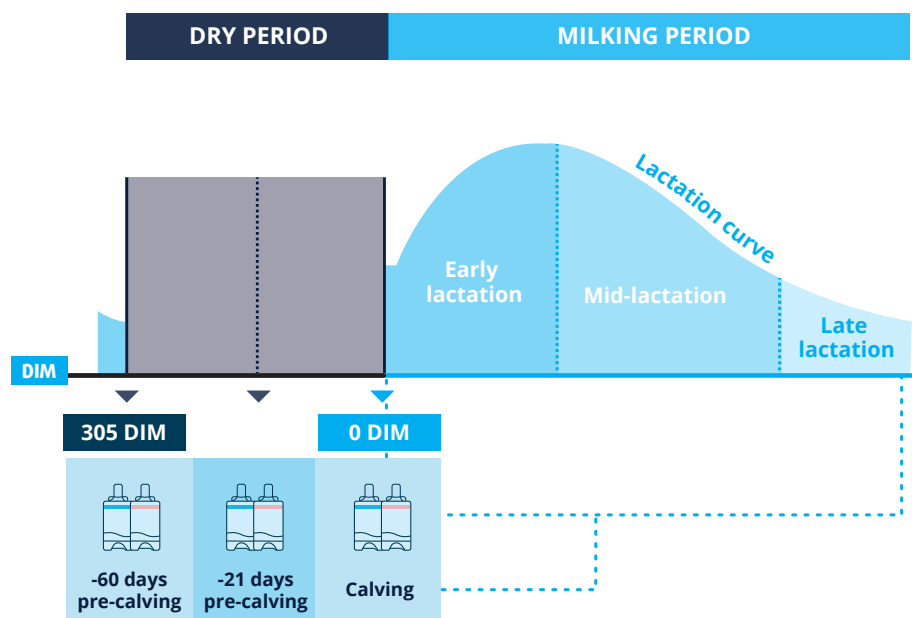 DRY PERIOD
MILKING PERIOD
Lactation curve
Early
lactation
Mid-lactation
Late
lactation
DIM
305 DIM
0 DIM
-60 days
pre-calving
-21 days
pre-calving
Calving